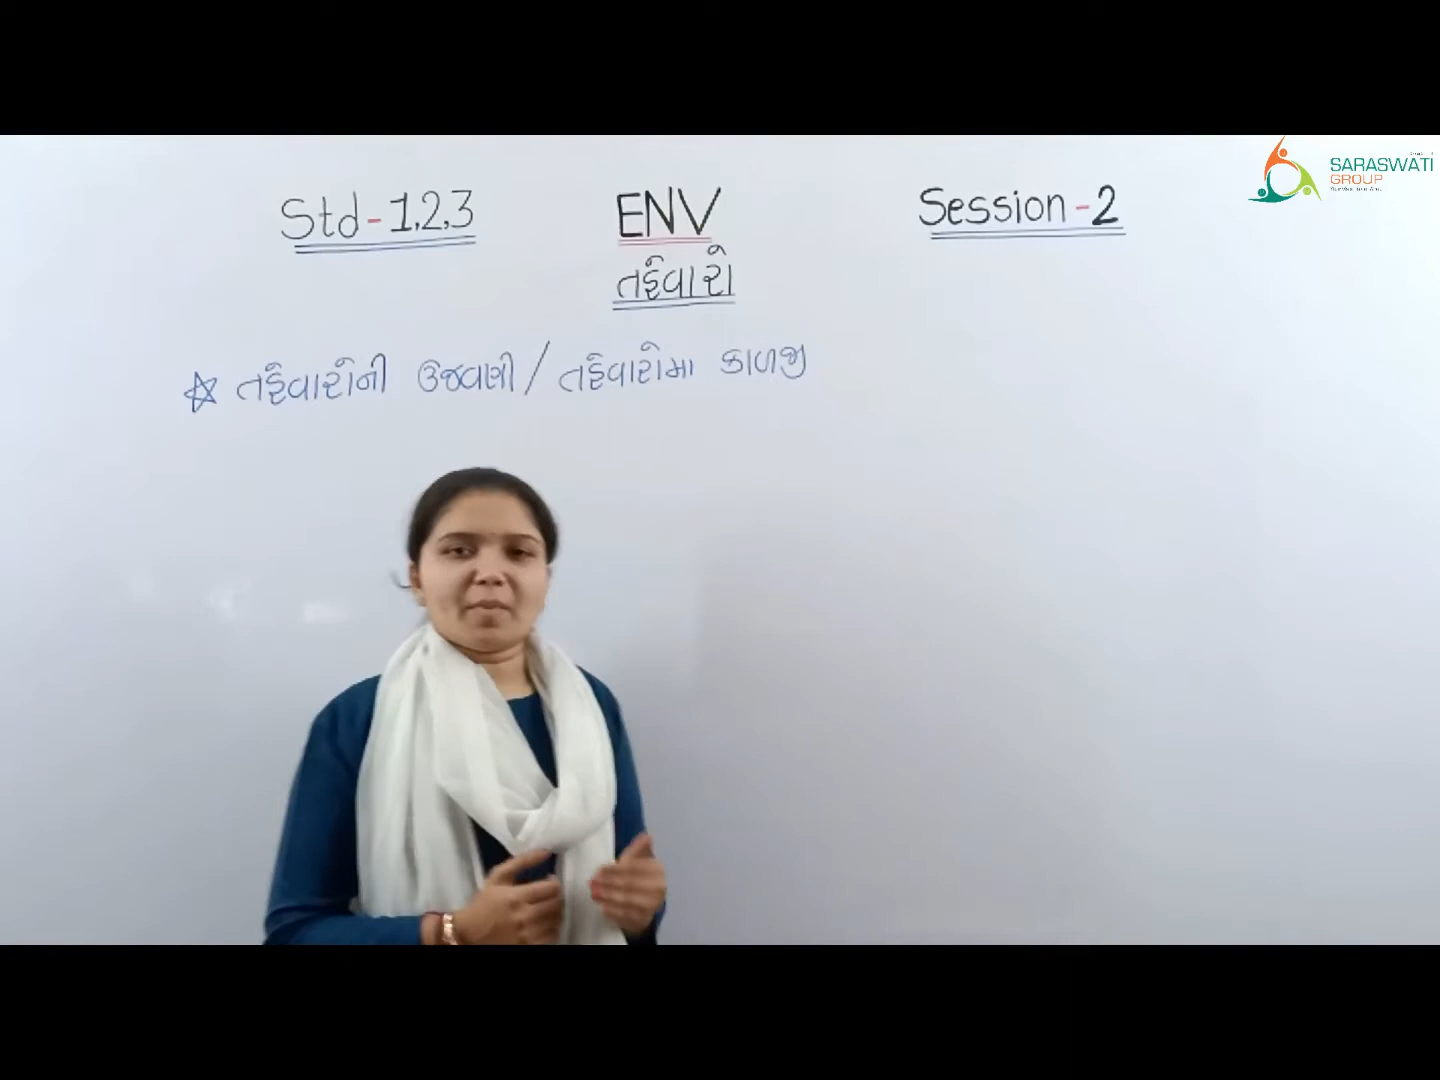 Std-1,2,3 ENV Session-2
તહેવારો
☆ તહેવારોની ઉજવણી / તહેવારોમા કાળજી
SARASWATI
GROUP